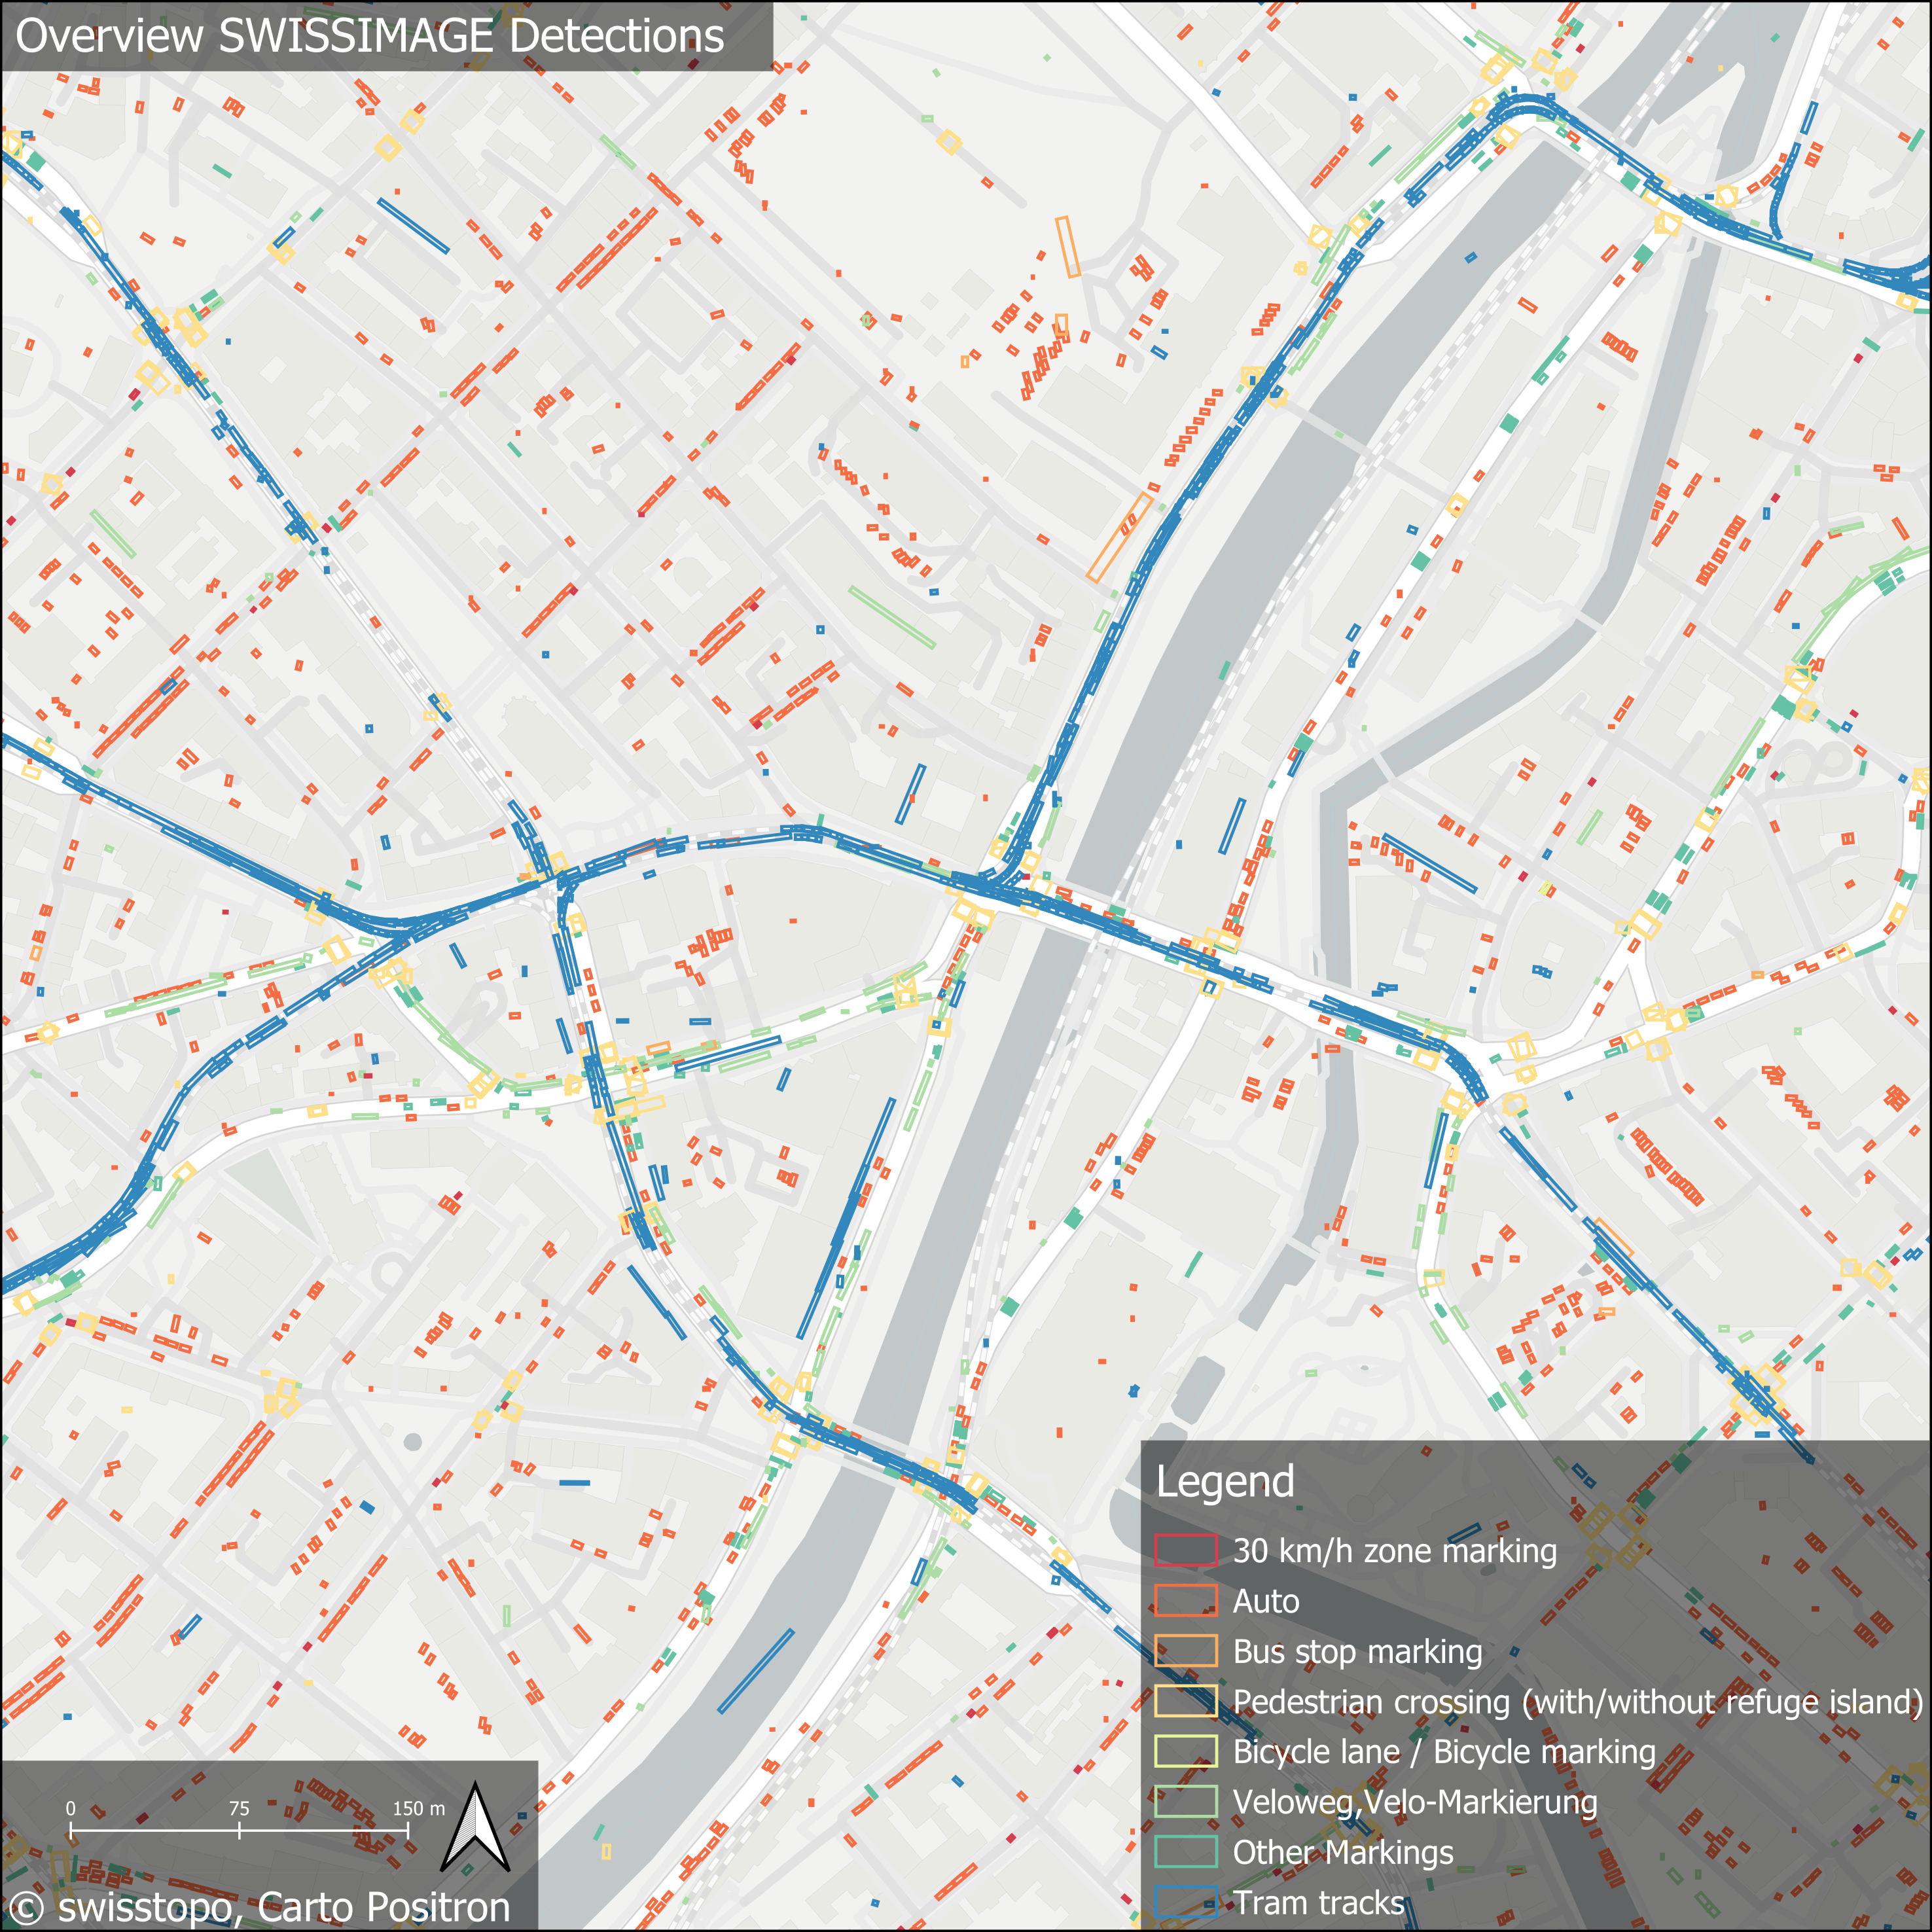 Overview SWISSIMAGE Detections
Legend
30 km/h zone marking
Auto
Bus stop marking
Pedestrian crossing (with/without refuge island)
Bicycle lane / Bicycle marking
Veloweg,Velo-Markierung
Other Markings
Tram tracks
0 75 150 m
© swisstopo, Carto Positron